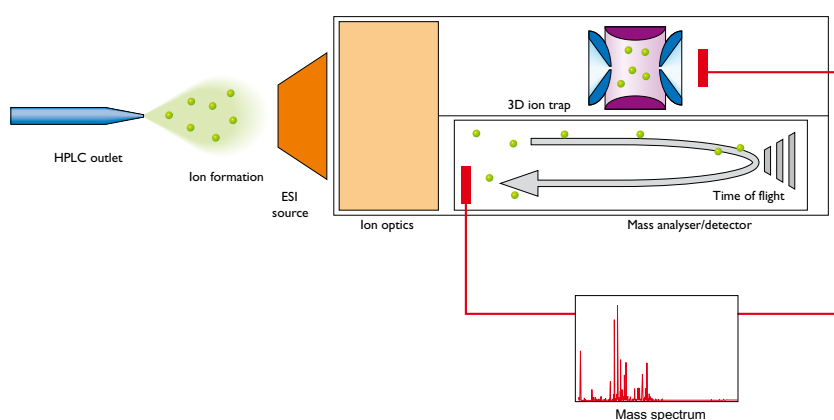 3D ion trap
HPLC outlet
Ion formation
ESI
source
Time of flight
Ion optics
Mass analyser/detector
Mass spectrum